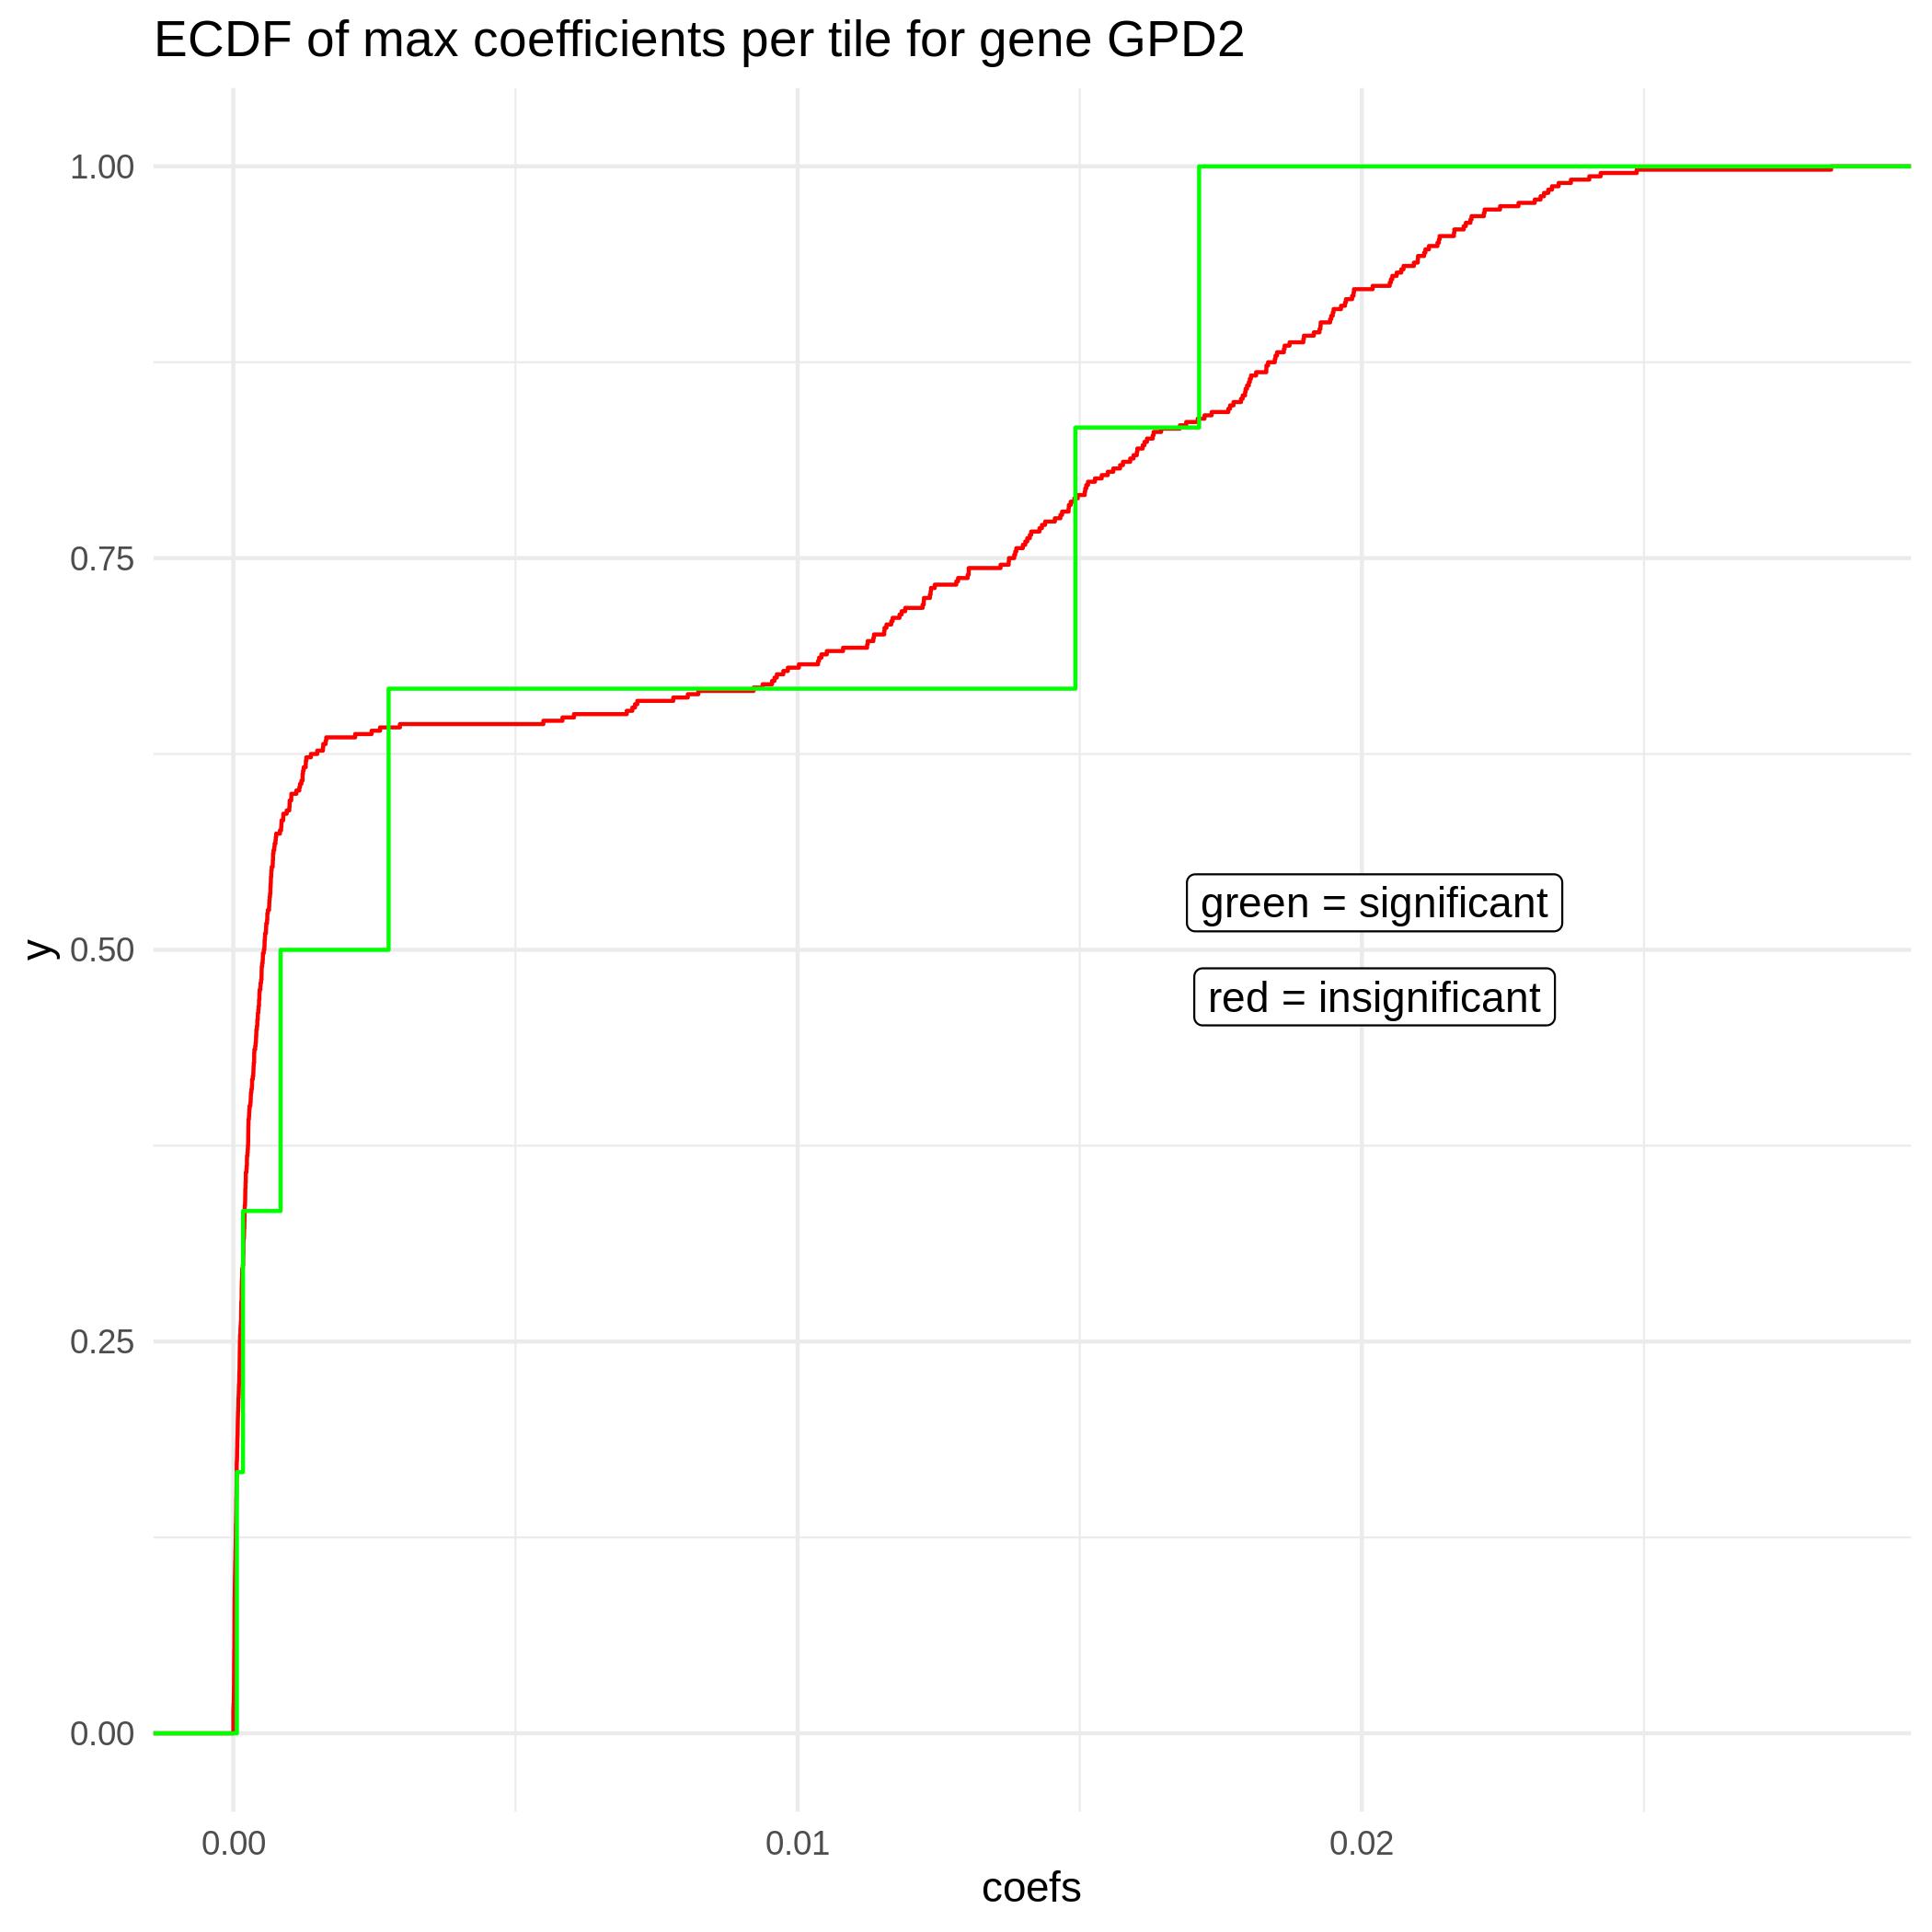 ECDF of max coefficients per tile for gene GPD2
1.00
0.75
0.50
0.25
0.00
y
green = significant
red = insignificant
0.00
0.01
0.02
coefs